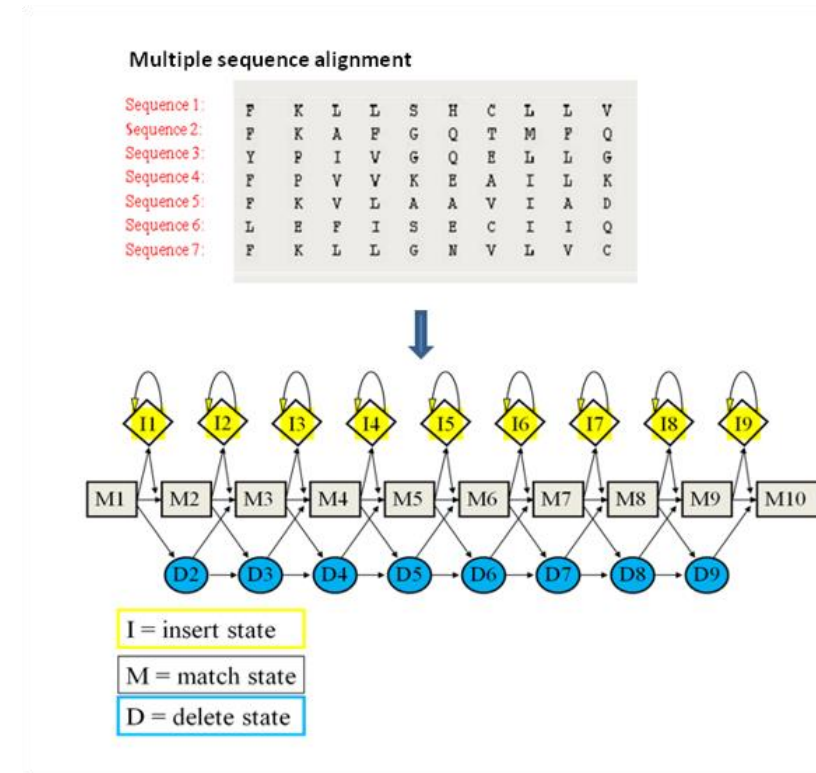 Multiple sequence alignment
Sequence 1: F K L L S H C L L V
Sequence 2: F K A F G Q T M F Q
Sequence 3: Y P I V G Q E L L G
Sequence 4: F P V V K E A I L K
Sequence 5: F K V L A A V I A D
Sequence 6: L E F I S E C I I Q
Sequence 7: F K L L G N V L V C
I1 I2 I3 I4 I5 I6 I7 I8 I9
M1 M2 M3 M4 M5 M6 M7 M8 M9 M10
D2 D3 D4 D5 D6 D7 D8 D9
I = insert state
M = match state
D = delete state